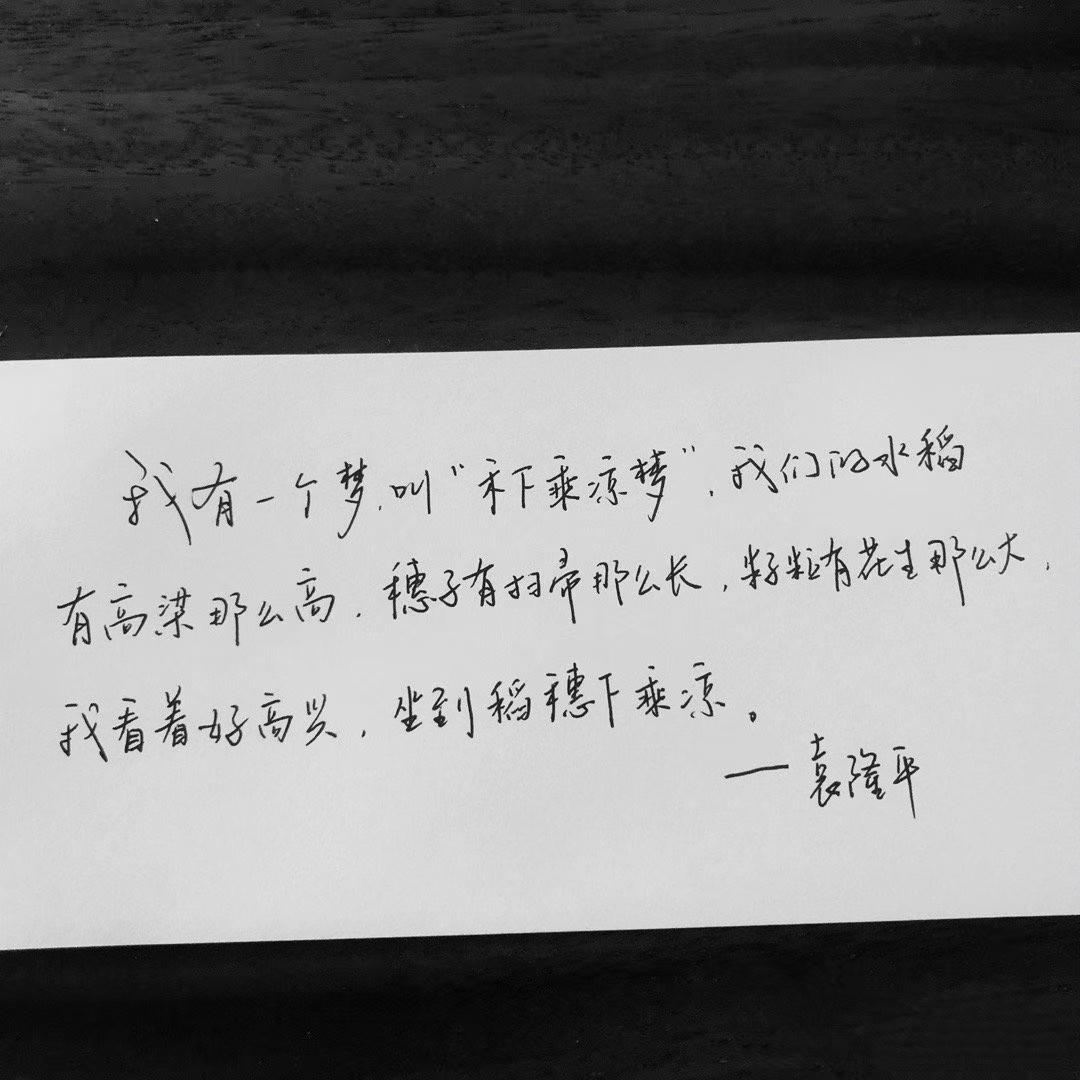 我有一个梦,叫“禾下乘凉梦”,我们的水稻
有高梁那么高,穗子有扫帚那么长,籽粒有花生那么大,
我看着好高兴,坐到稻穗下乘凉。
——袁隆平